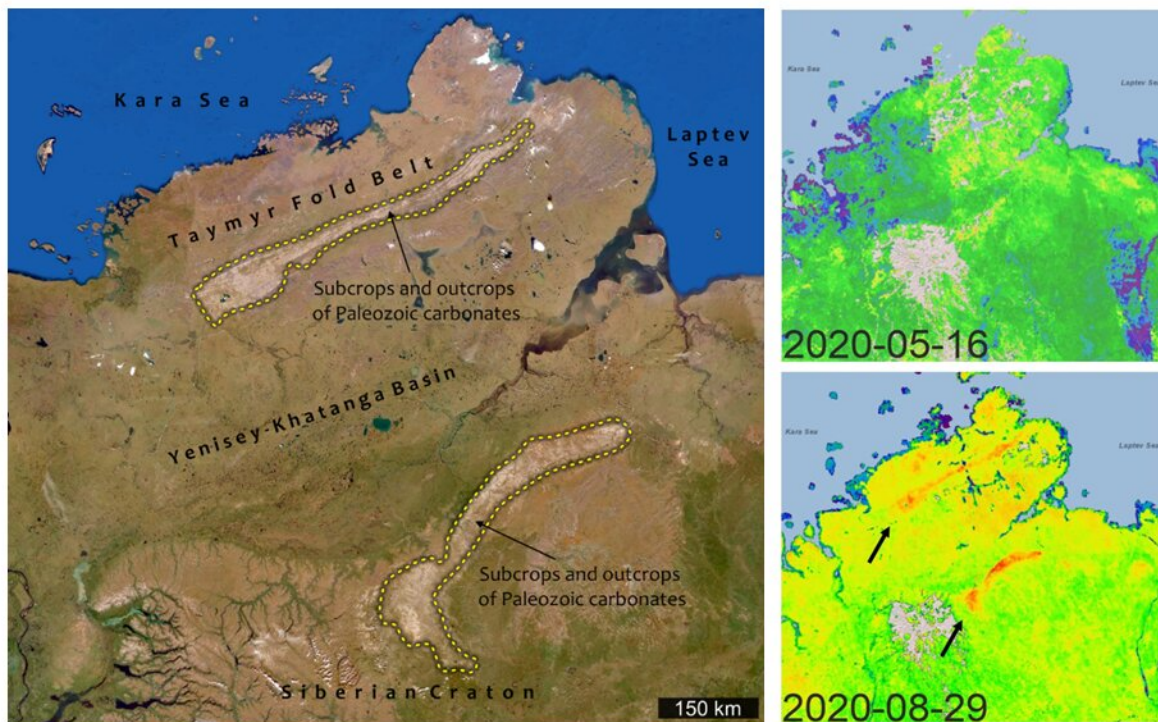 Kara Sea
Laptev
Sea
Taymyr Fold Belt
Subcrops and outcrops
of Paleozoic carbonates
Yenisey-Khatanga Basin
Subcrops and outcrops
of Paleozoic carbonates
Siberian Craton
150 km
Kara Sea
Laptev Sea
2020-05-16
Kara Sea
Laptev Sea
2020-08-29